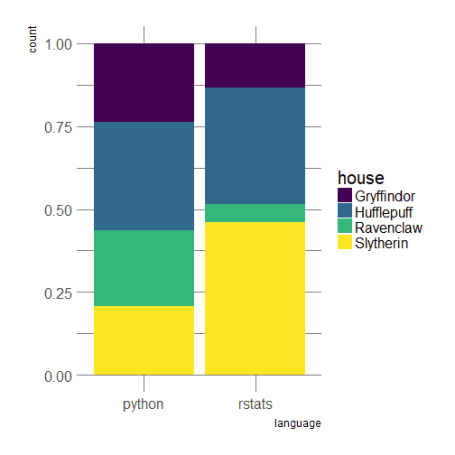 count
1.00
0.75
0.50
0.25
0.00
python rstats
language
house
Gryffindor
Hufflepuff
Ravenclaw
Slytherin